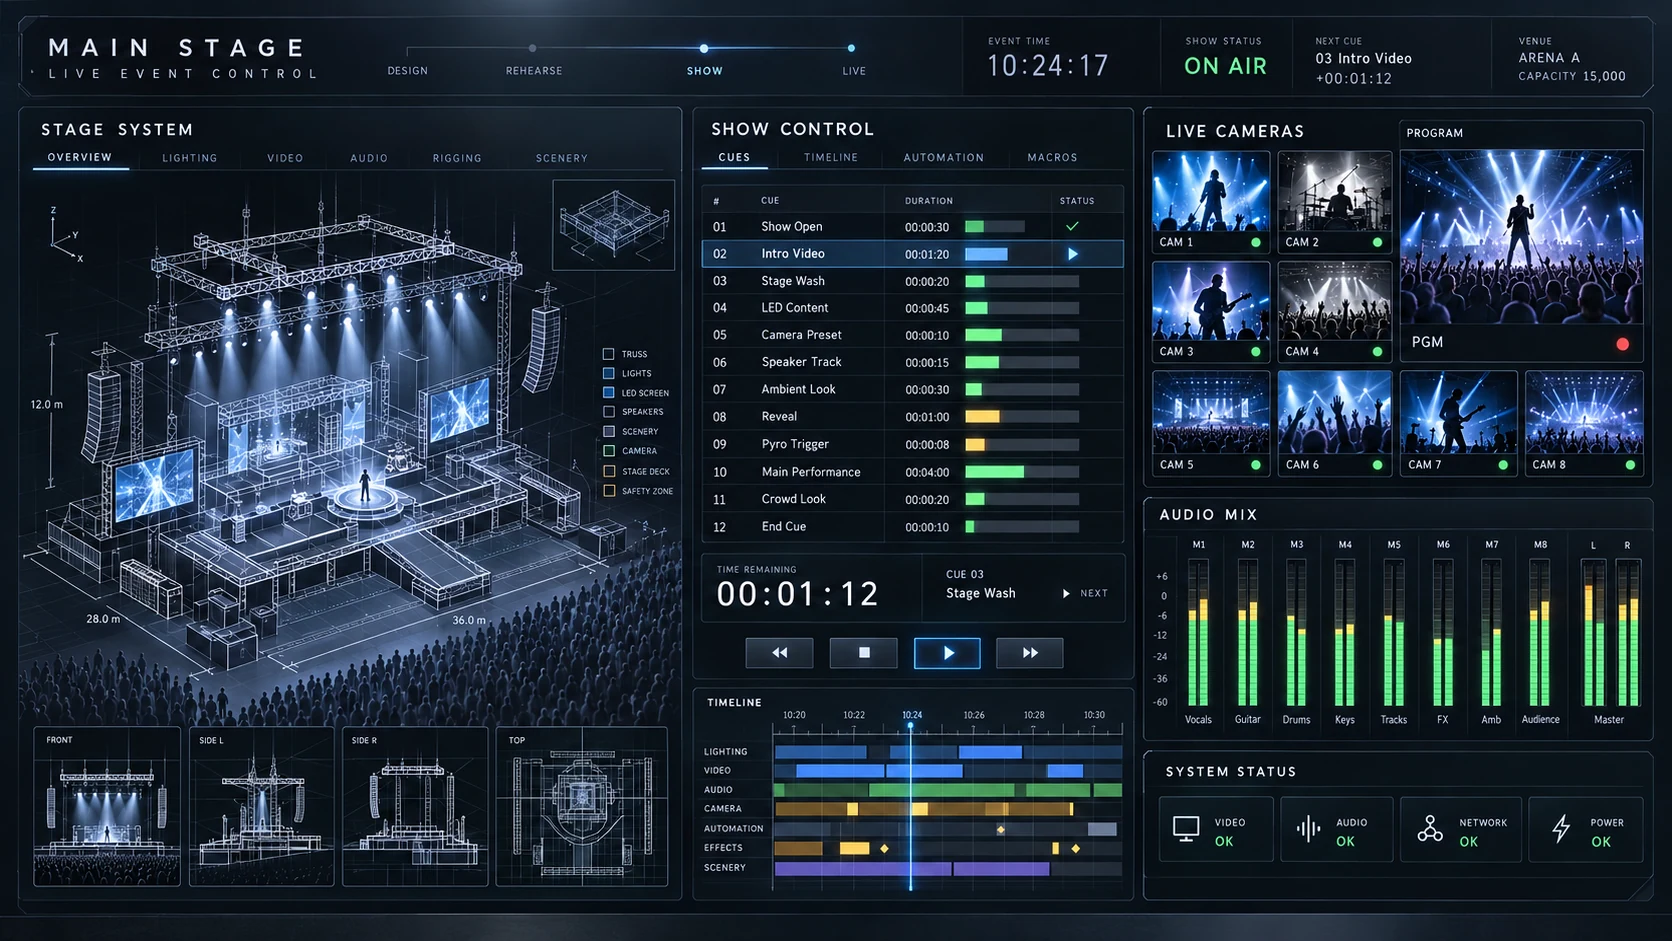 MAIN STAGE
LIVE EVENT CONTROL
DESIGN
REHEARSE
SHOW
LIVE
EVENT TIME
10:24:17
SHOW STATUS
ON AIR
NEXT CUE
03 Intro Video
+00:01:12
VENUE
ARENA A
CAPACITY 15,000
STAGE SYSTEM
OVERVIEW
LIGHTING
VIDEO
AUDIO
RIGGING
SCENERY
Z
Y
X
12.0 m
28.0 m
36.0 m
TRUSS
LIGHTS
LED SCREEN
SPEAKERS
SCENERY
CAMERA
STAGE DECK
SAFETY ZONE
FRONT
SIDE L
SIDE R
TOP
SHOW CONTROL
CUES
TIMELINE
AUTOMATION
MACROS
# CUE DURATION STATUS
01 Show Open 00:00:30
02 Intro Video 00:01:20
03 Stage Wash 00:00:20
04 LED Content 00:00:45
05 Camera Preset 00:00:10
06 Speaker Track 00:00:15
07 Ambient Look 00:00:30
08 Reveal 00:01:00
09 Pyro Trigger 00:00:08
10 Main Performance 00:04:00
11 Crowd Look 00:00:20
12 End Cue 00:00:10
TIME REMAINING
00:01:12
CUE 03
Stage Wash
NEXT
TIMELINE
10:20 10:22 10:24 10:26 10:28 10:30
LIGHTING
VIDEO
AUDIO
CAMERA
AUTOMATION
EFFECTS
SCENERY
LIVE CAMERAS
PROGRAM
CAM 1
CAM 2
CAM 3
CAM 4
PGM
CAM 5
CAM 6
CAM 7
CAM 8
AUDIO MIX
M1 M2 M3 M4 M5 M6 M7 M8 L R
+6
0
-6
-12
-24
-36
-60
Vocals Guitar Drums Keys Tracks FX Amb Audience Master
SYSTEM STATUS
VIDEO
OK
AUDIO
OK
NETWORK
OK
POWER
OK